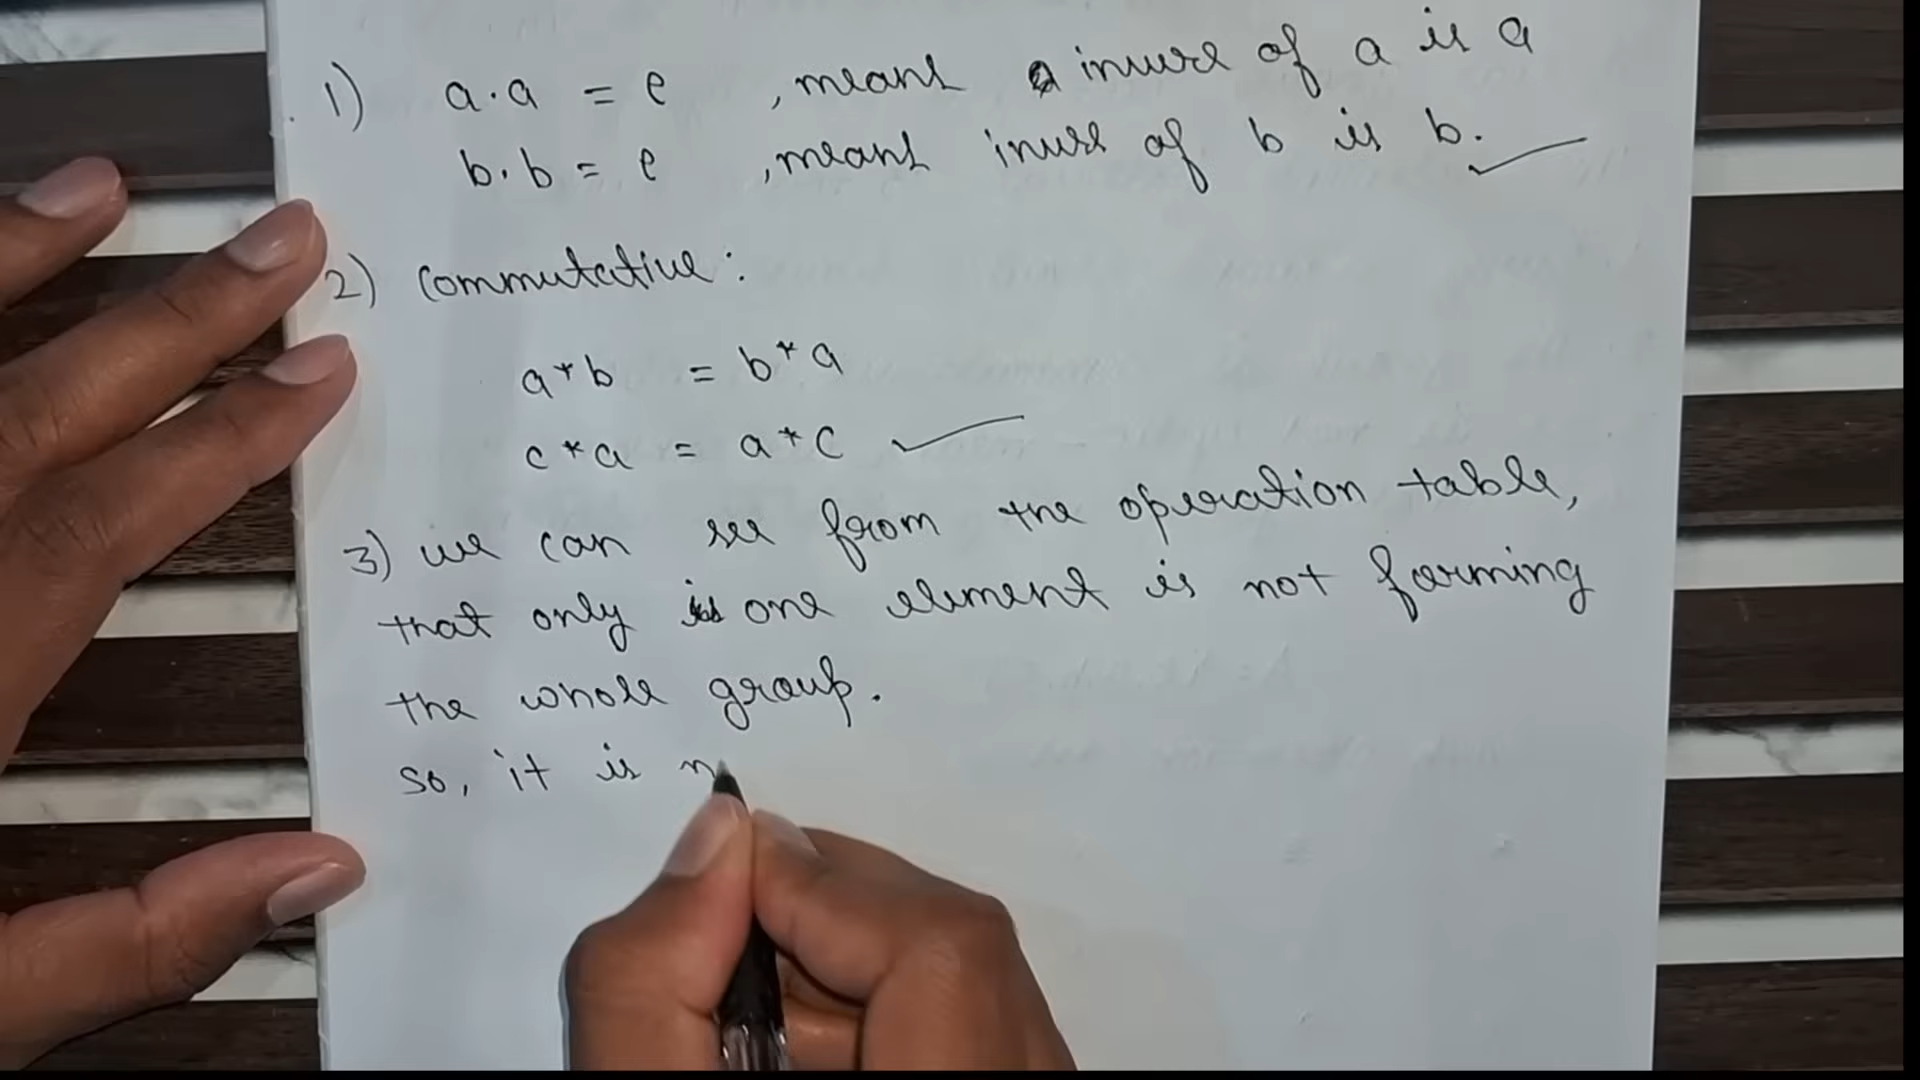 1) a.a = e , means inverse of a is a
b.b = e , means inverse of b is b.
2) Commutative:
a*b = b*a
c*a = a*c
3) we can see from the operation table,
that only one element is not forming
the whole group.
so, it is n